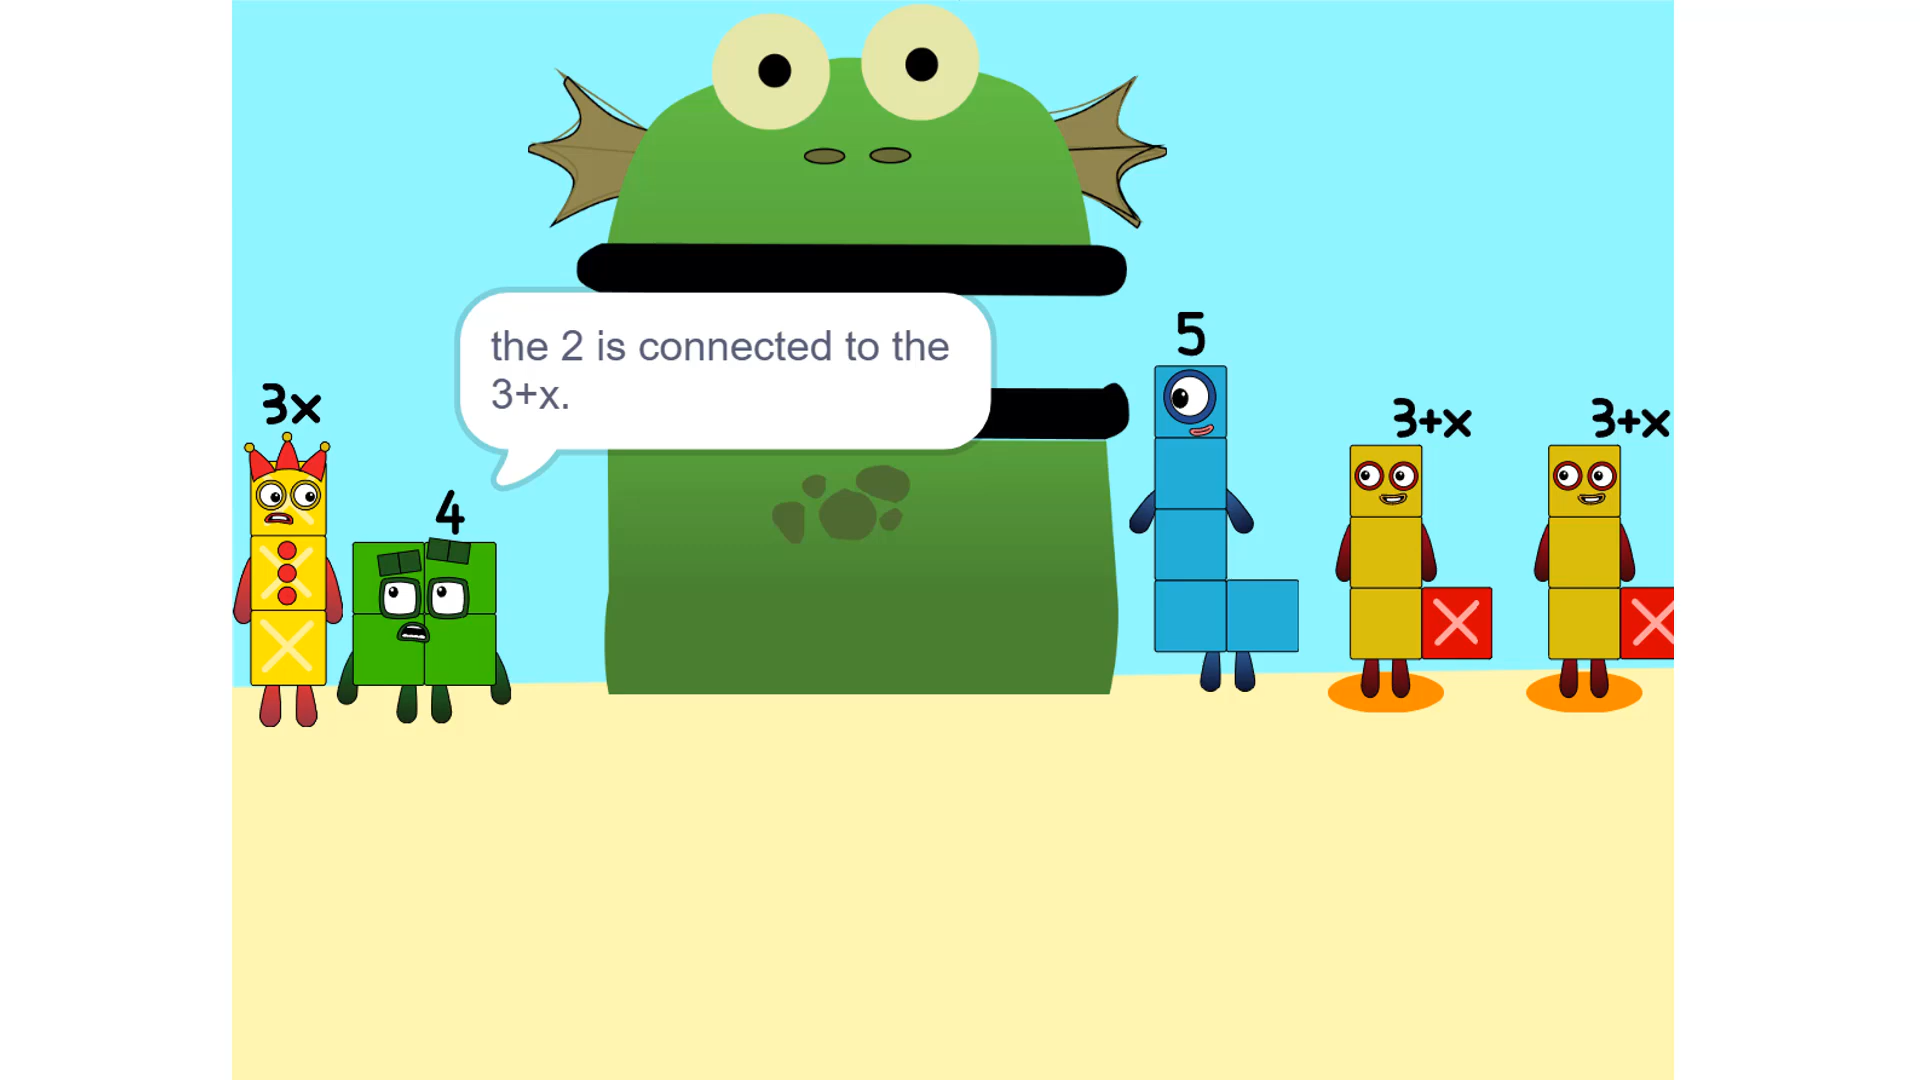 the 2 is connected to the
3+x.
5
3x
3+x
3+x
4